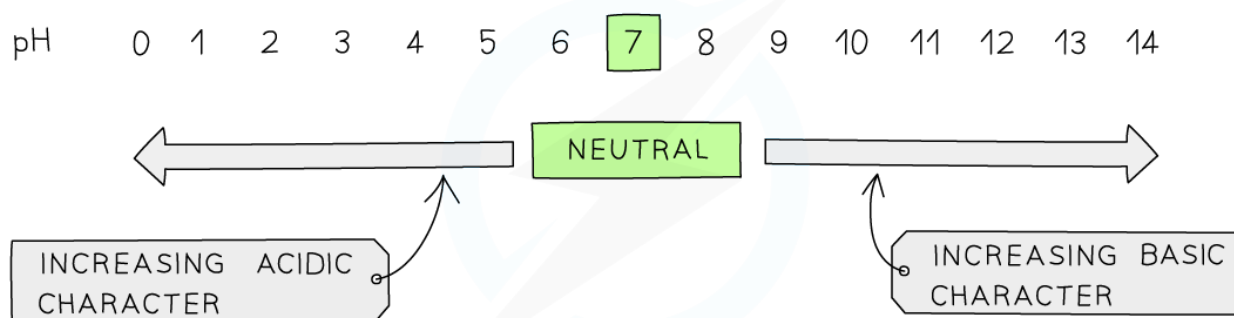 pH 0 1 2 3 4 5 6 7 8 9 10 11 12 13 14
NEUTRAL
INCREASING ACIDIC
CHARACTER
INCREASING BASIC
CHARACTER